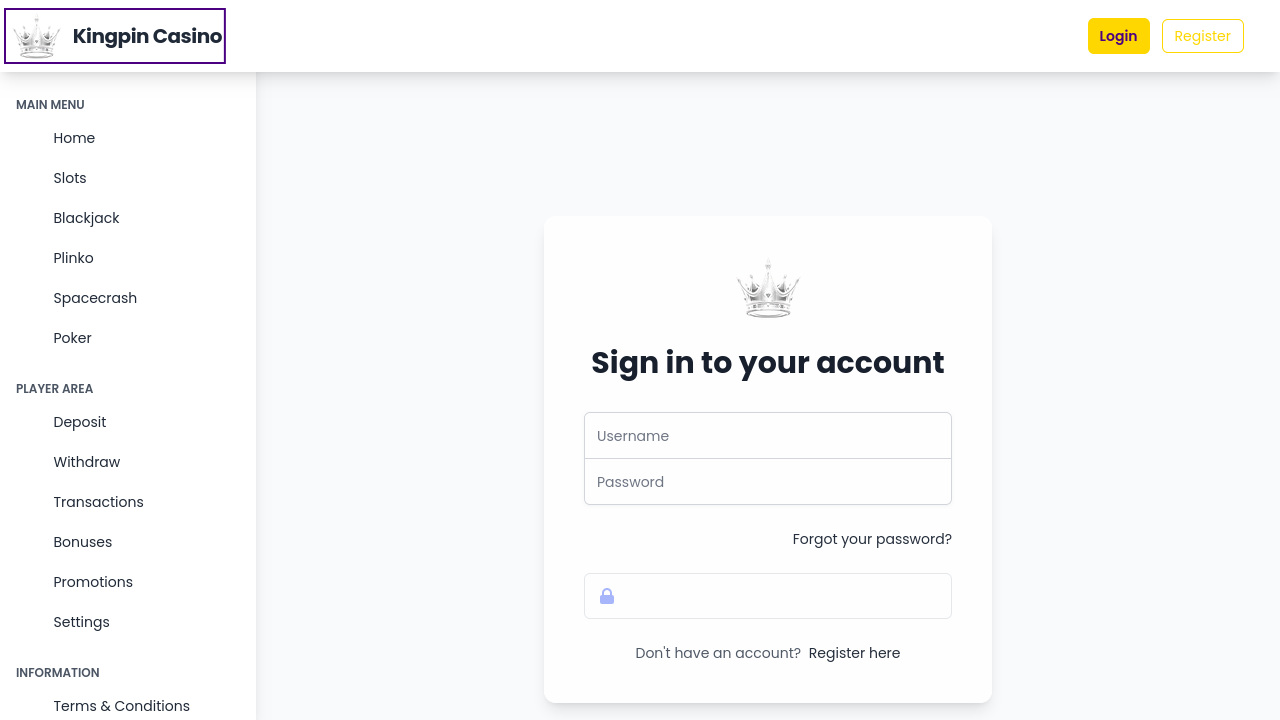 Kingpin Casino
Login
Register
MAIN MENU
Home
Slots
Blackjack
Plinko
Spacecrash
Poker
PLAYER AREA
Deposit
Withdraw
Transactions
Bonuses
Promotions
Settings
INFORMATION
Terms & Conditions
Sign in to your account
Username
Password
Forgot your password?
Don't have an account? Register here